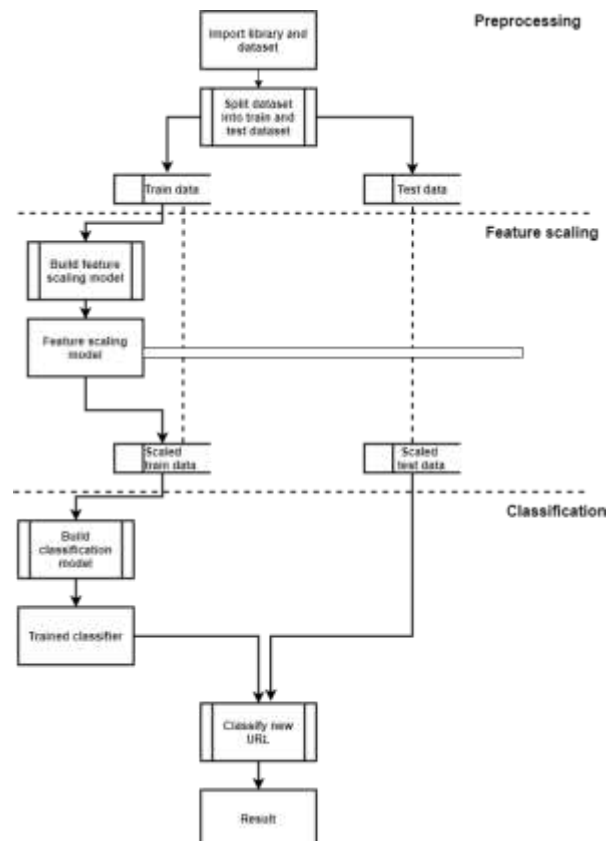 Preprocessing
Import library and
dataset
Split dataset
into train and
test dataset
Train data
Test data
Feature scaling
Build feature
scaling model
Feature scaling
model
Scaled
train data
Scaled
test data
Classification
Build
classification
model
Trained classifier
Classify new
URL
Result